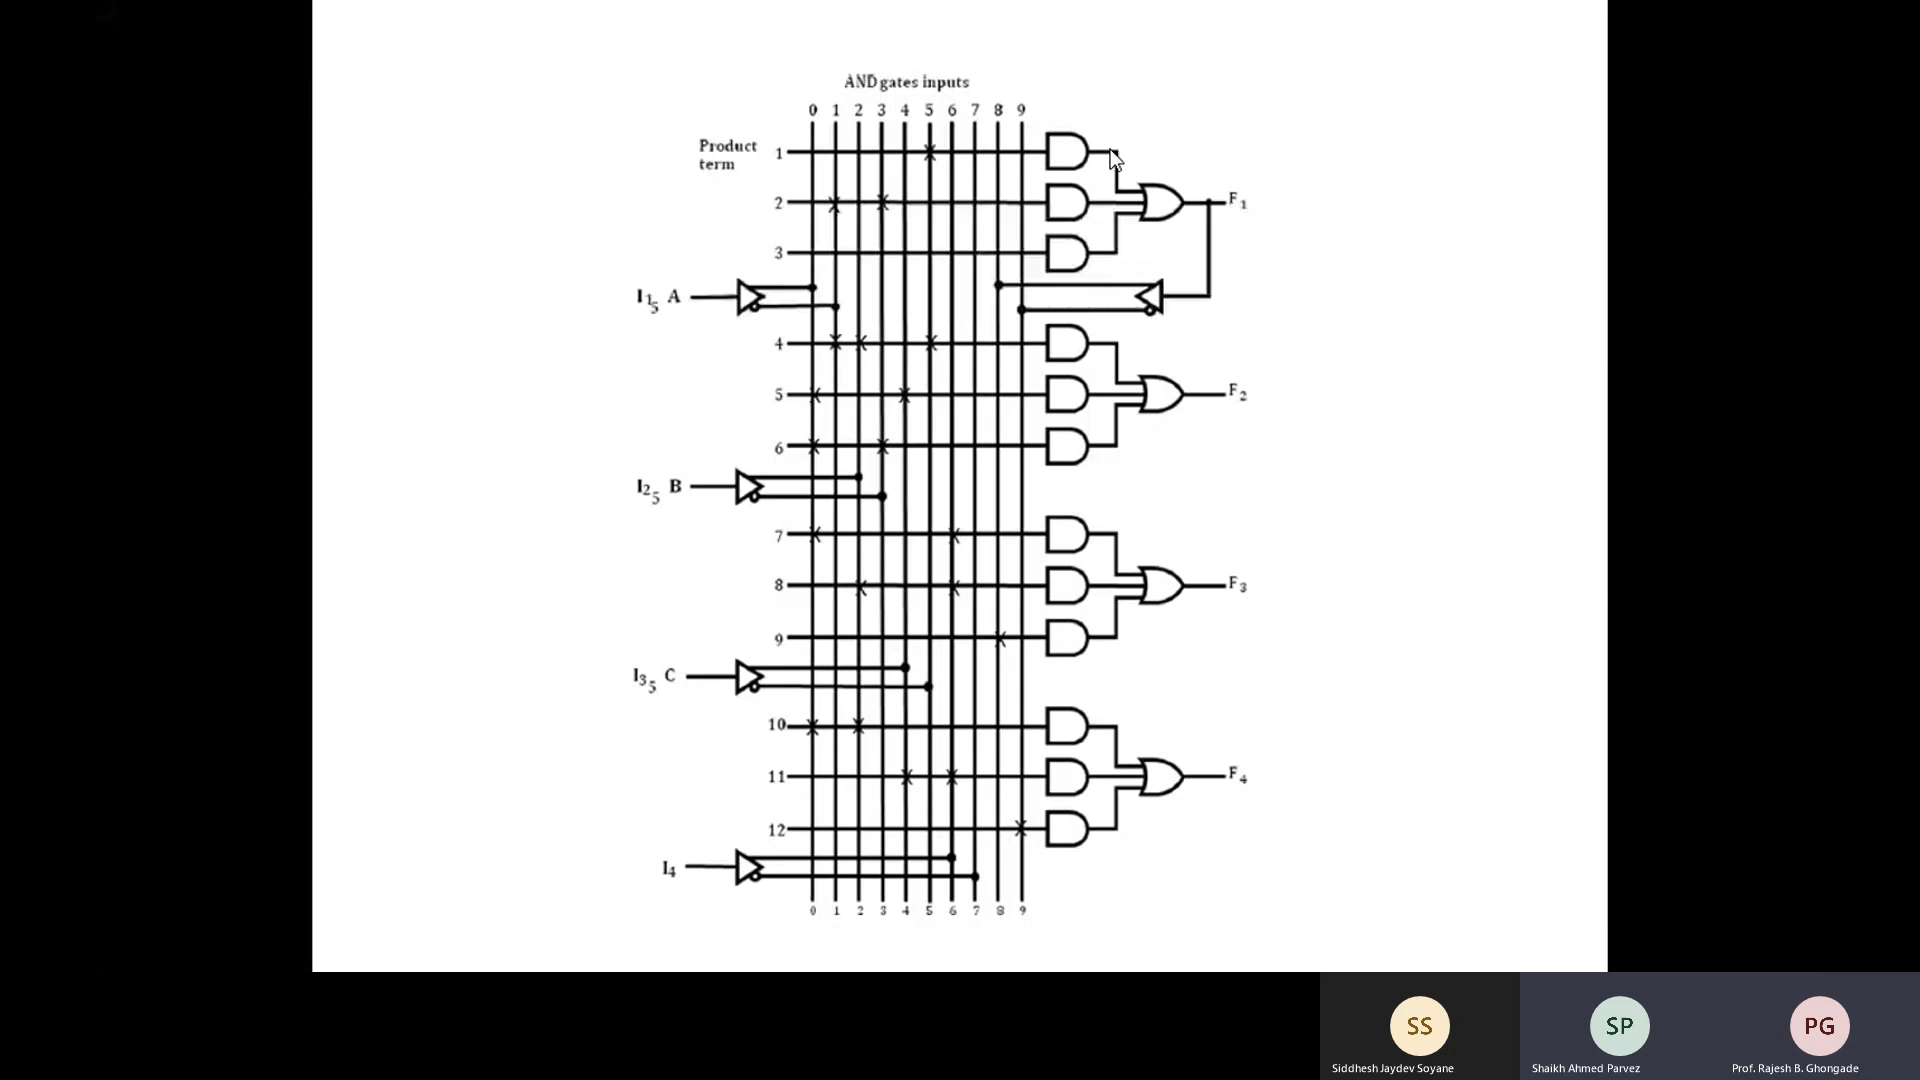 AND gates inputs
0 1 2 3 4 5 6 7 8 9
Product
term
1
2
F1
3
I1, A
4
5
F2
6
I2, B
7
8
F3
9
I3, C
10
11
F4
12
I4
0 1 2 3 4 5 6 7 8 9
SS
SP
PG
Siddhesh Jaydev Soyane
Shaikh Ahmed Parvez
Prof. Rajesh B. Ghongade